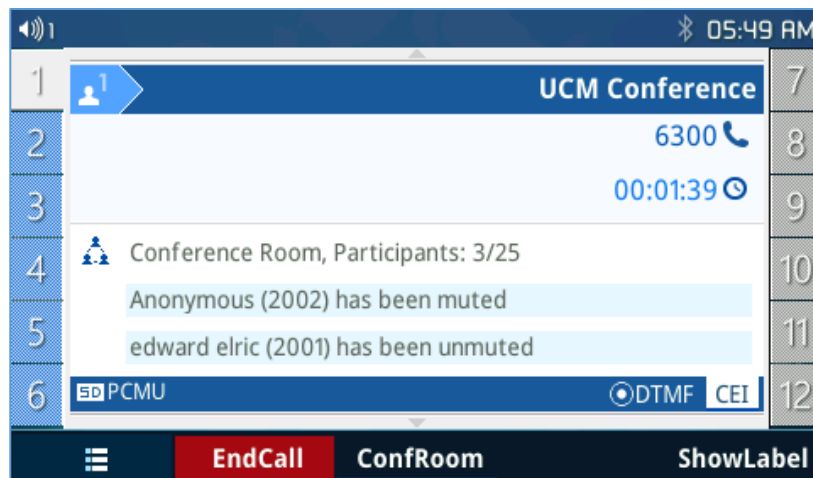 1 05:49 AM
1 1 UCM Conference 7
2 6300 8
3 00:01:39 9
4 Conference Room, Participants: 3/25 10
Anonymous (2002) has been muted
5 edward elric (2001) has been unmuted 11
6 SD PCMU DTMF CEI 12
EndCall ConfRoom ShowLabel